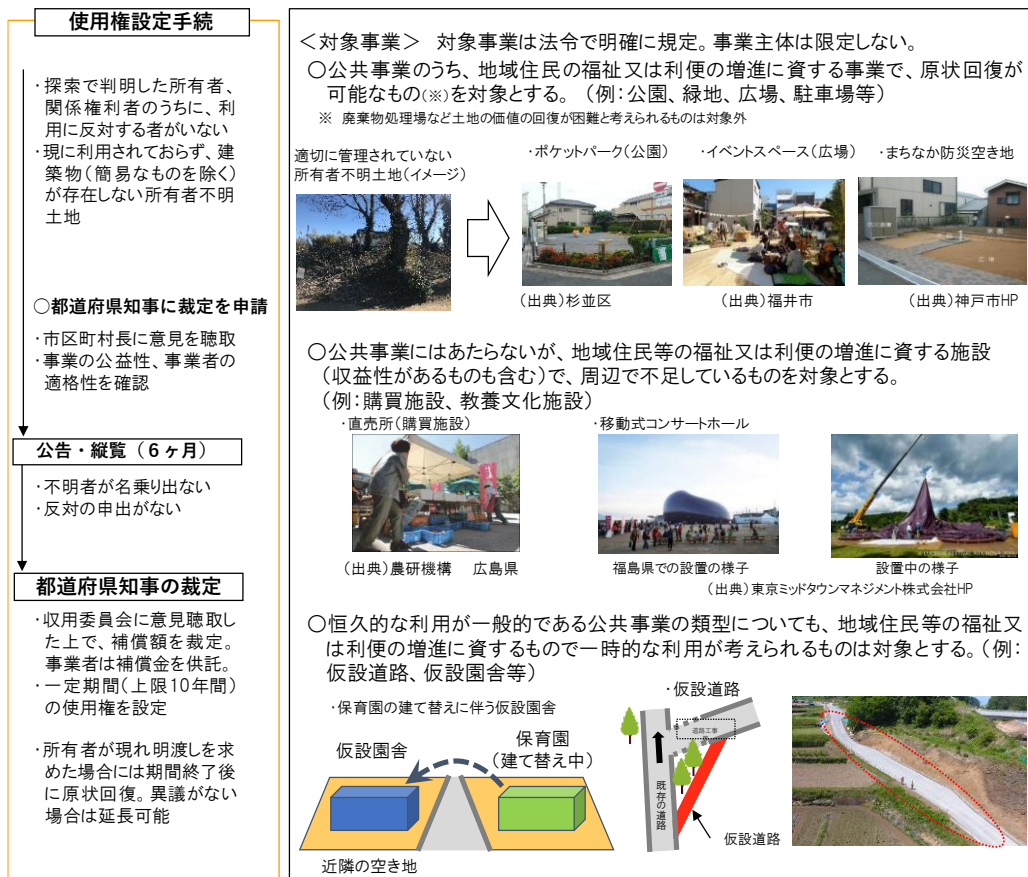 使用権設定手続
・探索で判明した所有者、
関係権利者のうちに、利
用に反対する者がいない
・現に利用されておらず、建
築物(簡易なものを除く)
が存在しない所有者不明
土地
○都道府県知事に裁定を申請
・市区町村長に意見を聴取
・事業の公益性、事業者の
適格性を確認
公告・縦覧（６ヶ月）
・不明者が名乗り出ない
・反対の申出がない
都道府県知事の裁定
・収用委員会に意見聴取し
た上で、補償額を裁定。
事業者は補償金を供託。
・一定期間(上限10年間)
の使用権を設定
・所有者が現れ明渡しを求
めた場合には期間終了後
に原状回復。異議がない
場合は延長可能
＜対象事業＞　対象事業は法令で明確に規定。事業主体は限定しない。
○公共事業のうち、地域住民の福祉又は利便の増進に資する事業で、原状回復が
可能なもの(※)を対象とする。（例：公園、緑地、広場、駐車場等）
※　廃棄物処理場など土地の価値の回復が困難と考えられるものは対象外
適切に管理されていない
所有者不明土地(イメージ)
・ポケットパーク(公園)
・イベントスペース(広場)
・まちなか防災空き地
広 場
（出典）杉並区
（出典）福井市
（出典）神戸市HP
○公共事業にはあたらないが、地域住民等の福祉又は利便の増進に資する施設
（収益性があるものも含む）で、周辺で不足しているものを対象とする。
（例：購買施設、教養文化施設）
・直売所(購買施設)
・移動式コンサートホール
（出典）農研機構　広島県
福島県での設置の様子
設置中の様子
（出典）東京ミッドタウンマネジメント株式会社HP
○恒久的な利用が一般的である公共事業の類型についても、地域住民等の福祉又
は利便の増進に資するもので一時的な利用が考えられるものは対象とする。（例：
仮設道路、仮設園舎等）
・保育園の建て替えに伴う仮設園舎
仮設園舎
保育園
（建て替え中）
近隣の空き地
・仮設道路
道路工事
既存の道路
仮設道路